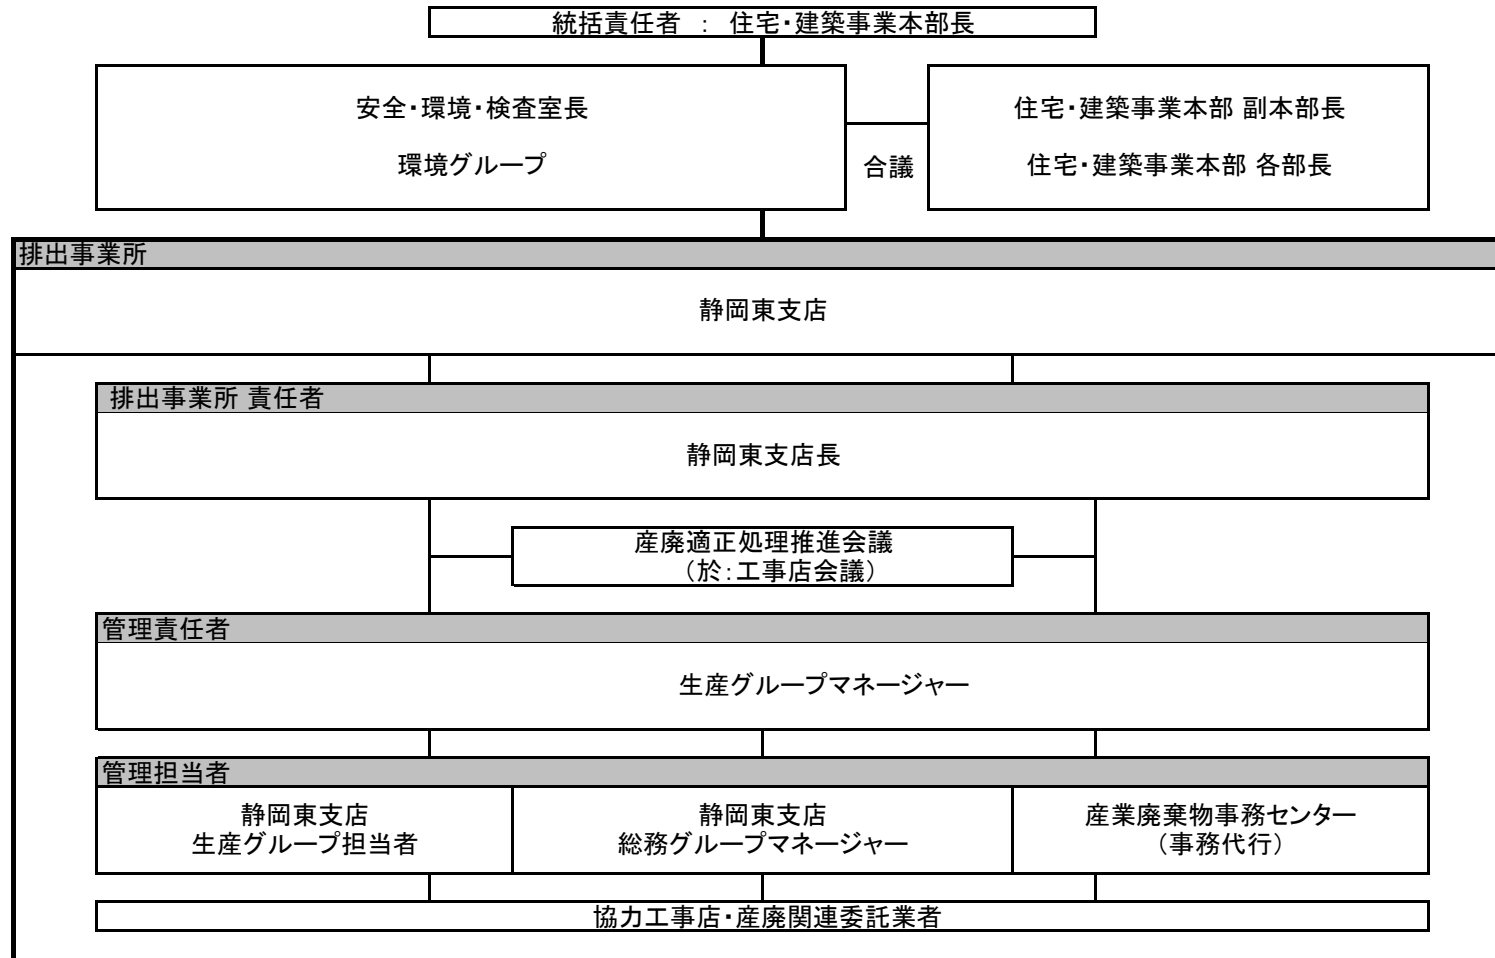 統括責任者 ： 住宅・建築事業本部長
安全・環境・検査室長
環境グループ
合議
住宅・建築事業本部 副本部長
住宅・建築事業本部 各部長
排出事業所
静岡東支店
排出事業所 責任者
静岡東支店長
産廃適正処理推進会議
（於：工事店会議）
管理責任者
生産グループマネージャー
管理担当者
静岡東支店
生産グループ担当者
静岡東支店
総務グループマネージャー
産業廃棄物事務センター
（事務代行）
協力工事店・産廃関連委託業者